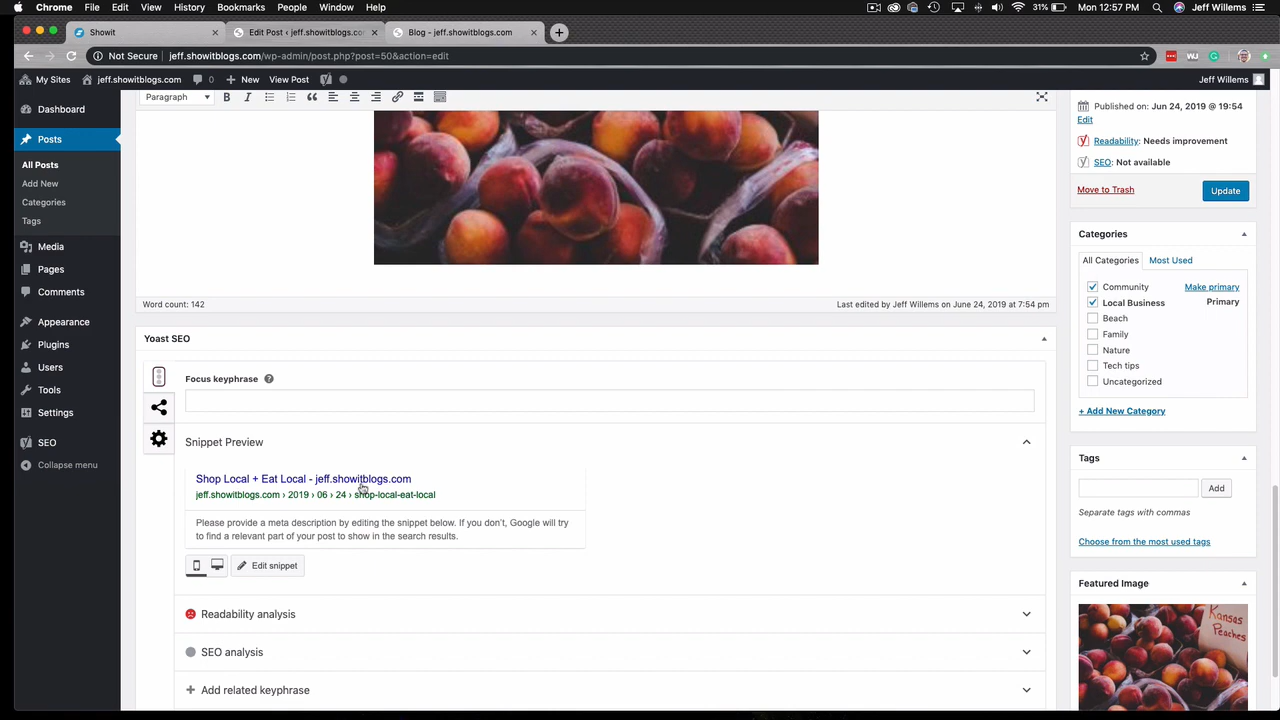 Chrome File Edit View History Bookmarks People Window Help 31% Mon 12:57 PM Jeff Willems
Showit Edit Post ‹ jeff.showitblogs.co Blog - jeff.showitblogs.com
Not Secure jeff.showitblogs.com/wp-admin/post.php?post=50&action=edit
My Sites jeff.showitblogs.com 0 New View Post Jeff Willems
Dashboard
Posts
All Posts
Add New
Categories
Tags
Media
Pages
Comments
Appearance
Plugins
Users
Tools
Settings
SEO
Collapse menu
Paragraph
Word count: 142 Last edited by Jeff Willems on June 24, 2019 at 7:54 pm
Yoast SEO
Focus keyphrase
Snippet Preview
Shop Local + Eat Local - jeff.showitblogs.com
jeff.showitblogs.com › 2019 › 06 › 24 › shop-local-eat-local
Please provide a meta description by editing the snippet below. If you don't, Google will try
to find a relevant part of your post to show in the search results.
Edit snippet
Readability analysis
SEO analysis
Add related keyphrase
Published on: Jun 24, 2019 @ 19:54
Edit
Readability: Needs improvement
SEO: Not available
Move to Trash Update
Categories
All Categories Most Used
Community Make primary
Local Business Primary
Beach
Family
Nature
Tech tips
Uncategorized
+ Add New Category
Tags
Add
Separate tags with commas
Choose from the most used tags
Featured Image
Kansas
Peaches